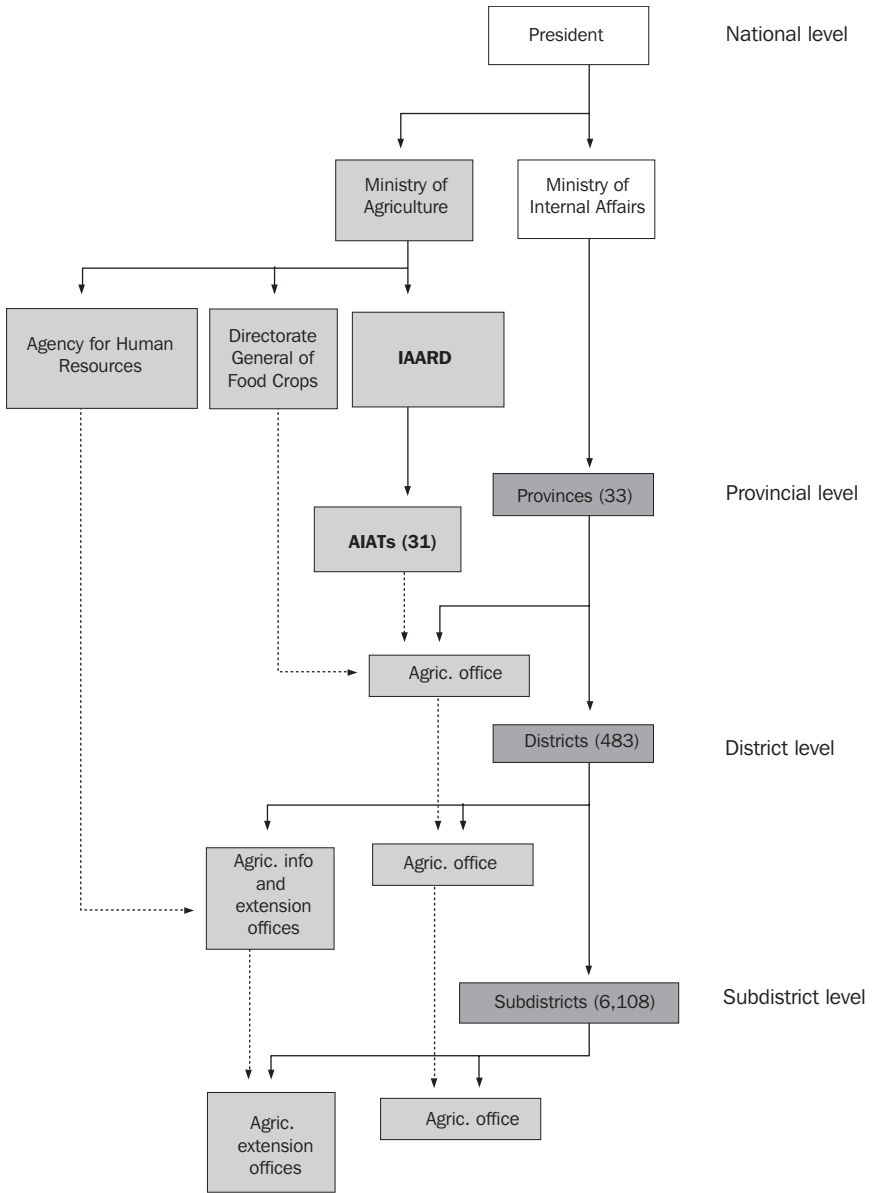 President
National level
Ministry of
Agriculture
Ministry of
Internal Affairs
Agency for Human
Resources
Directorate
General of
Food Crops
IAARD
Provinces (33)
Provincial level
AIATs (31)
Agric. office
Districts (483)
District level
Agric. info
and
extension
offices
Agric. office
Subdistricts (6,108)
Subdistrict level
Agric.
extension
offices
Agric. office